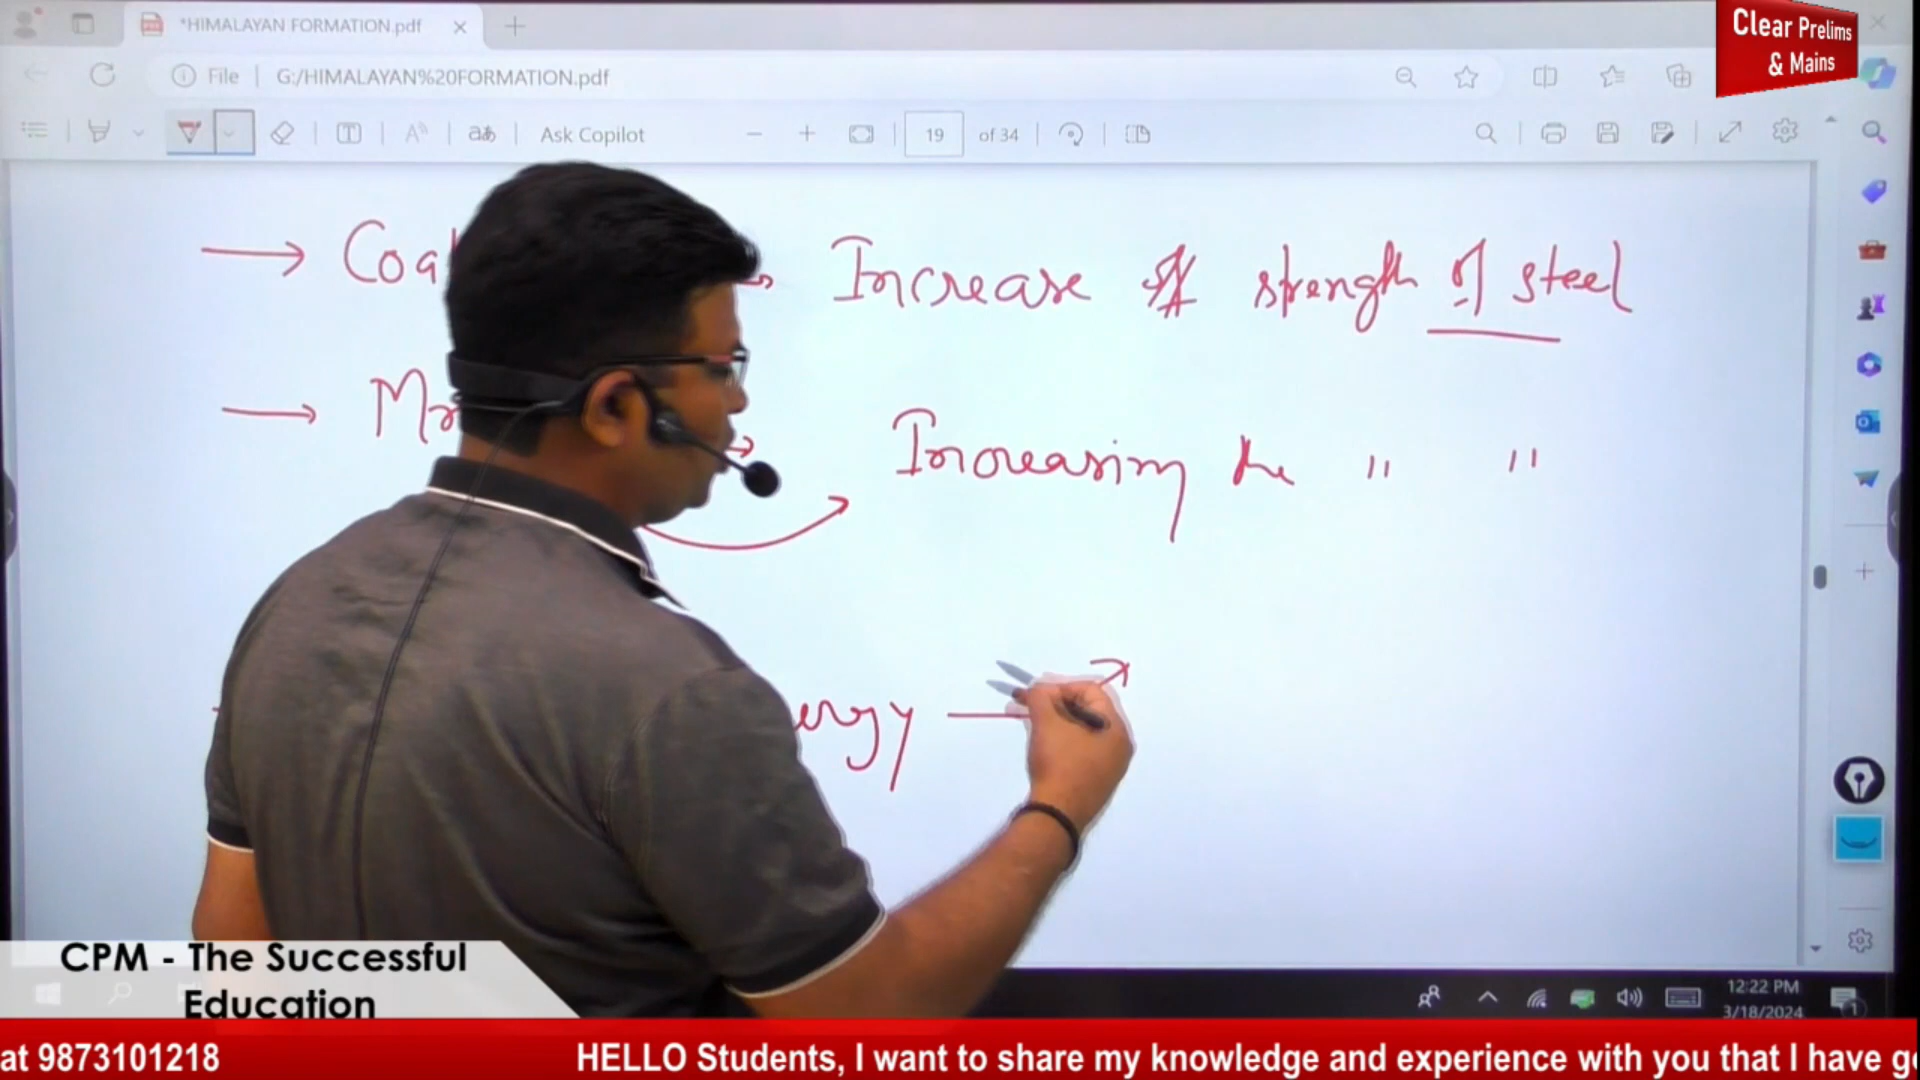 *HIMALAYAN FORMATION.pdf
Clear Prelims
& Mains
File G:/HIMALAYAN%20FORMATION.pdf
Ask Copilot 19 of 34
→ Increase strength of steel
→ Increasing the " "
CPM - The Successful
Education
12:22 PM
3/18/2024
at 9873101218 HELLO Students, I want to share my knowledge and experience with you that I have